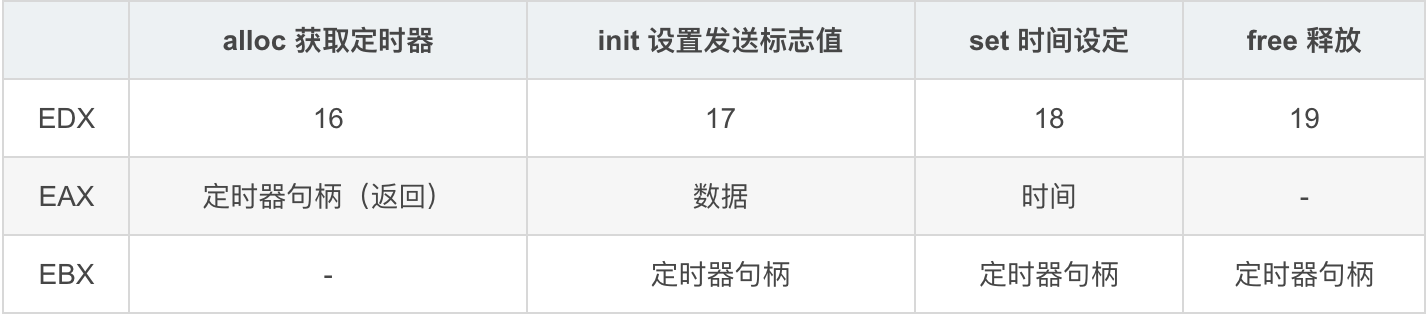 alloc 获取定时器 init 设置发送标志值 set 时间设定 free 释放
EDX 16 17 18 19
EAX 定时器句柄（返回） 数据 时间 -
EBX - 定时器句柄 定时器句柄 定时器句柄